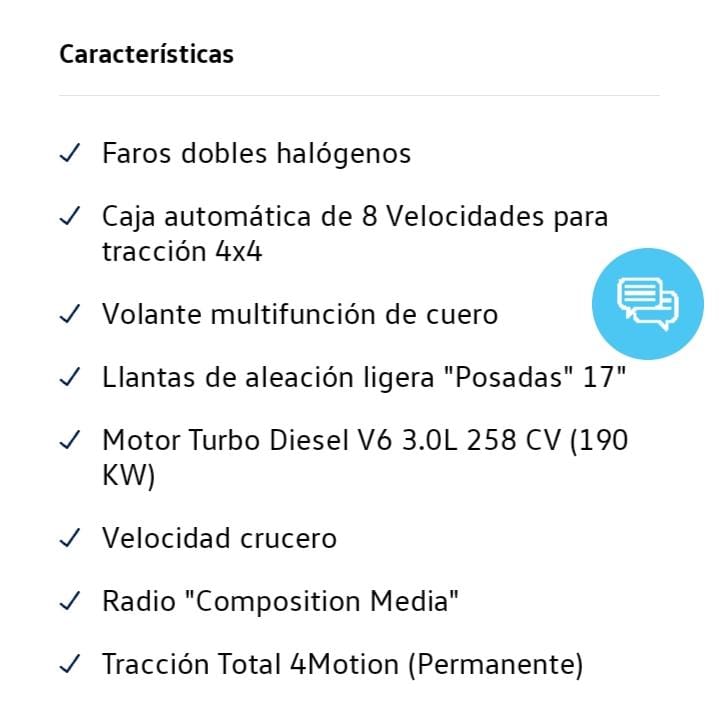 Características
Faros dobles halógenos
Caja automática de 8 Velocidades para
tracción 4x4
Volante multifunción de cuero
Llantas de aleación ligera "Posadas" 17"
Motor Turbo Diesel V6 3.0L 258 CV (190
KW)
Velocidad crucero
Radio "Composition Media"
Tracción Total 4Motion (Permanente)